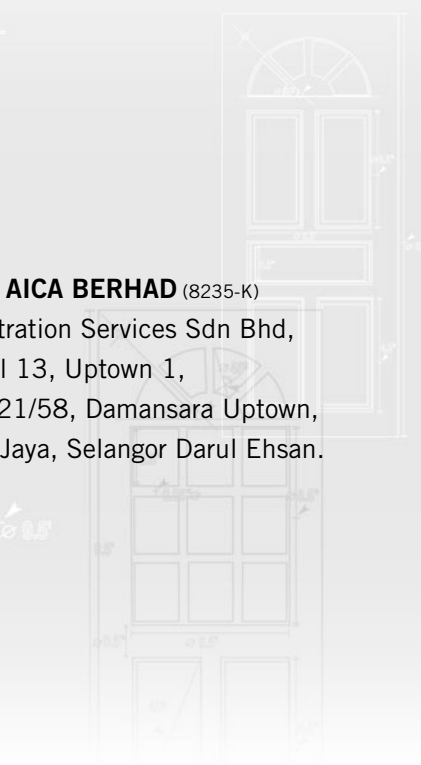 AICA BERHAD (8235-K)
tration Services Sdn Bhd,
l 13, Uptown 1,
21/58, Damansara Uptown,
Jaya, Selangor Darul Ehsan.